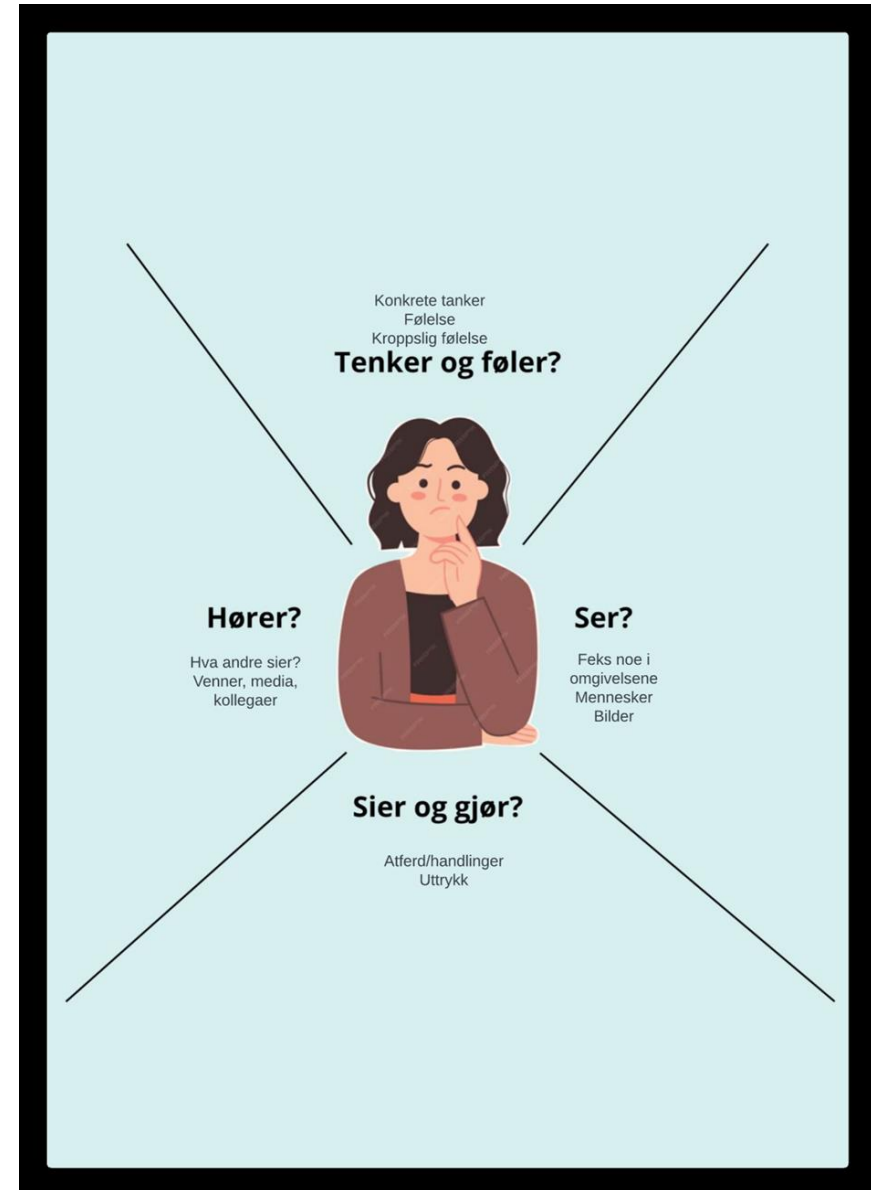 Konkrete tanker
Følelse
Kroppslig følelse
Tenker og føler?
Hører?
Hva andre sier?
Venner, media,
kollegaer
Ser?
Feks noe i
omgivelsene
Mennesker
Bilder
Sier og gjør?
Atferd/handlinger
Uttrykk